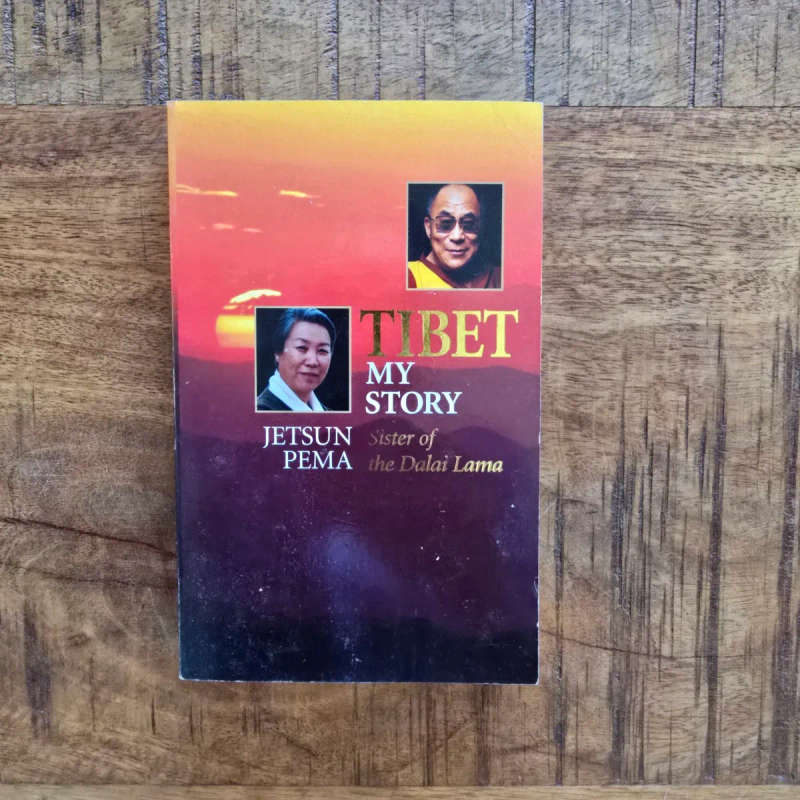 TIBET
MY
STORY
JETSUN
PEMA
Sister of
the Dalai Lama